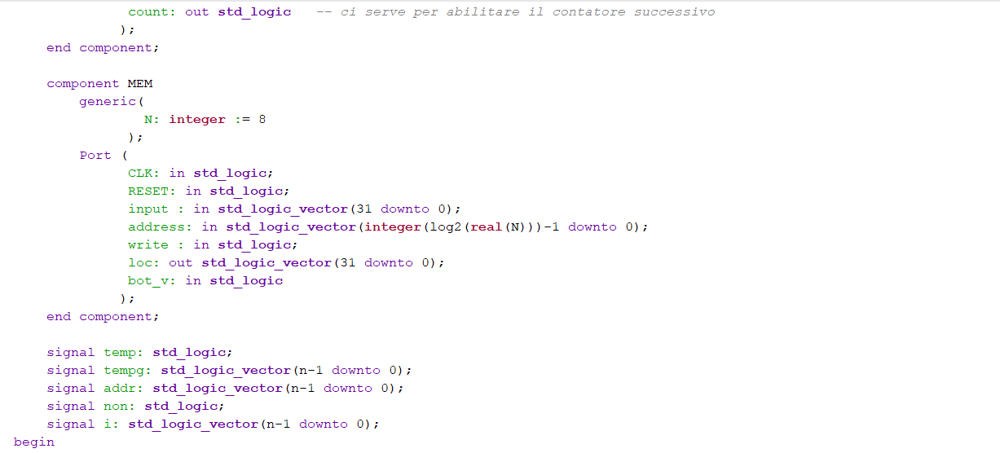 count: out std_logic   -- ci serve per abilitare il contatore successivo
);
end component;
component MEM
generic(
N: integer := 8
);
Port (
CLK: in std_logic;
RESET: in std_logic;
input : in std_logic_vector(31 downto 0);
address: in std_logic_vector(integer(log2(real(N)))-1 downto 0);
write : in std_logic;
loc: out std_logic_vector(31 downto 0);
bot_v: in std_logic
);
end component;
signal temp: std_logic;
signal tempg: std_logic_vector(n-1 downto 0);
signal addr: std_logic_vector(n-1 downto 0);
signal non: std_logic;
signal i: std_logic_vector(n-1 downto 0);
begin